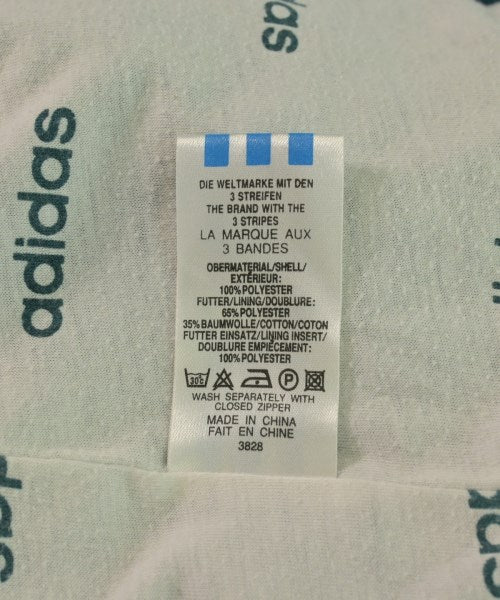 adidas
adidas
DIE WELTMARKE MIT DEN
3 STREIFEN
THE BRAND WITH THE
3 STRIPES
LA MARQUE AUX
3 BANDES
OBERMATERIAL/SHELL/
EXTÉRIEUR:
100% POLYESTER
FUTTER/LINING/DOUBLURE:
65% POLYESTER
35% BAUMWOLLE/COTTON/COTON
FUTTER EINSATZ/LINING INSERT/
DOUBLURE EMPIÈCEMENT:
100% POLYESTER
30°C
P
WASH SEPARATELY WITH
CLOSED ZIPPER
MADE IN CHINA
FAIT EN CHINE
3828